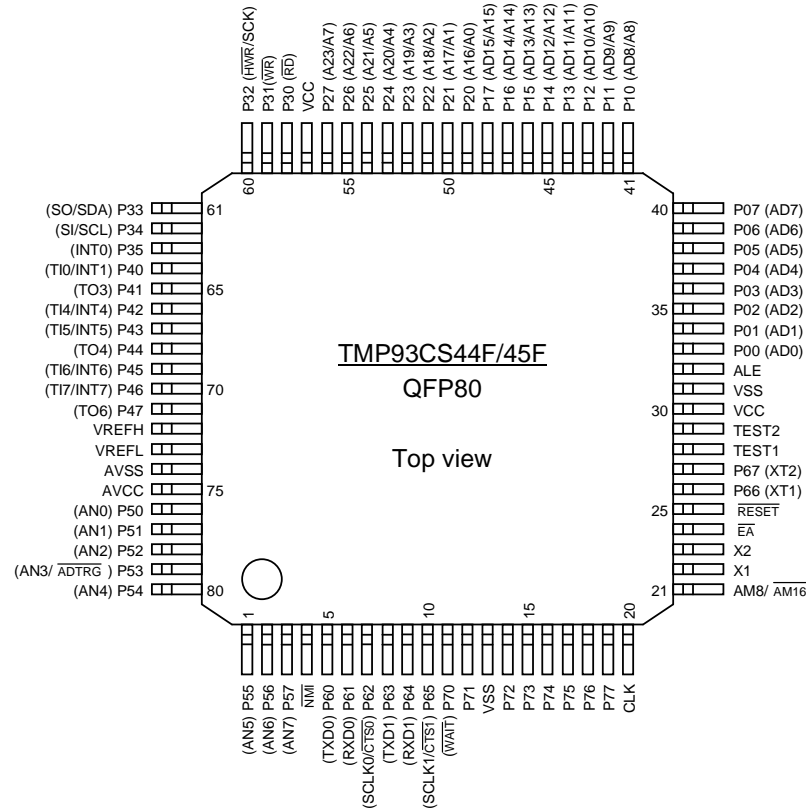 P32 (HWR/SCK)
P31(WR)
P30 (RD)
VCC
P27 (A23/A7)
P26 (A22/A6)
P25 (A21/A5)
P24 (A20/A4)
P23 (A19/A3)
P22 (A18/A2)
P21 (A17/A1)
P20 (A16/A0)
P17 (AD15/A15)
P16 (AD14/A14)
P15 (AD13/A13)
P14 (AD12/A12)
P13 (AD11/A11)
P12 (AD10/A10)
P11 (AD9/A9)
P10 (AD8/A8)
60
55
50
45
41
(SO/SDA) P33
61
(SI/SCL) P34
(INT0) P35
(TI0/INT1) P40
(TO3) P41
65
(TI4/INT4) P42
(TI5/INT5) P43
(TO4) P44
(TI6/INT6) P45
(TI7/INT7) P46
70
(TO6) P47
VREFH
VREFL
AVSS
AVCC
75
(AN0) P50
(AN1) P51
(AN2) P52
(AN3/ ADTRG ) P53
(AN4) P54
80
TMP93CS44F/45F
QFP80
Top view
40
P07 (AD7)
P06 (AD6)
P05 (AD5)
P04 (AD4)
P03 (AD3)
35
P02 (AD2)
P01 (AD1)
P00 (AD0)
ALE
VSS
30
VCC
TEST2
TEST1
P67 (XT2)
P66 (XT1)
25
RESET
EA
X2
X1
21
AM8/ AM16
1
5
10
15
20
(AN5) P55
(AN6) P56
(AN7) P57
NMI
(TXD0) P60
(RXD0) P61
(SCLK0/CTS0) P62
(TXD1) P63
(RXD1) P64
(SCLK1/CTS1) P65
(WAIT) P70
P71
VSS
P72
P73
P74
P75
P76
P77
CLK